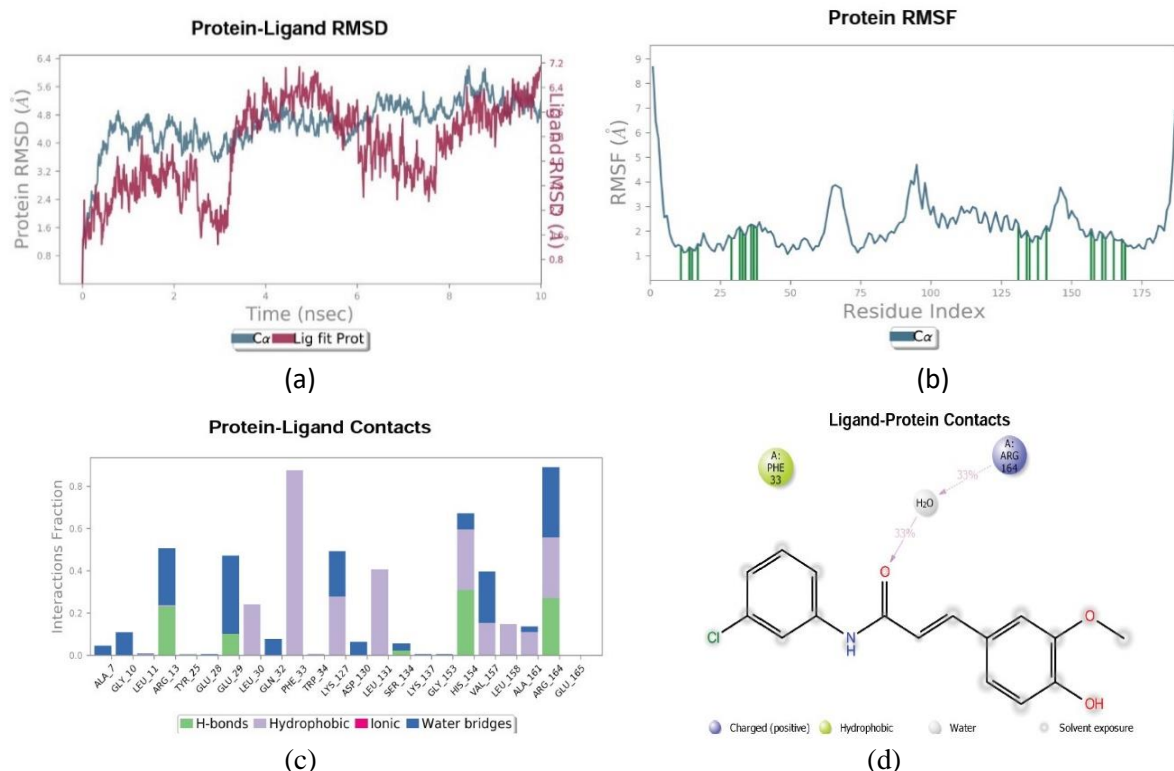 Protein-Ligand RMSD
Protein RMSD (Å)
6.4
5.6
4.8
4.0
3.2
2.4
1.6
0.8
0 2 4 6 8 10
Time (nsec)
7.2
6.4
0.8
Ligand RMSD (Å)
Cα Lig fit Prot
(a)
Protein RMSF
RMSF (Å)
9
8
7
6
5
4
3
2
1
0 25 50 75 100 125 150 175
Residue Index
Cα
(b)
Protein-Ligand Contacts
Interactions Fraction
0.8
0.6
0.4
0.2
0.0
ALA_7 GLY_10 LEU_11 ARG_13 TYR_25 GLU_28 GLU_29 LEU_30 GLN_32 PHE_33 TRP_34 LYS_127 ASP_130 LEU_131 SER_134 LYS_137 GLY_153 HIS_154 VAL_157 LEU_158 ALA_161 ARG_164 GLU_165
H-bonds Hydrophobic Ionic Water bridges
(c)
Ligand-Protein Contacts
A:
PHE
33
A:
ARG
164
33%
H₂O
33%
O
Cl
N
H
O
OH
Charged (positive) Hydrophobic Water Solvent exposure
(d)